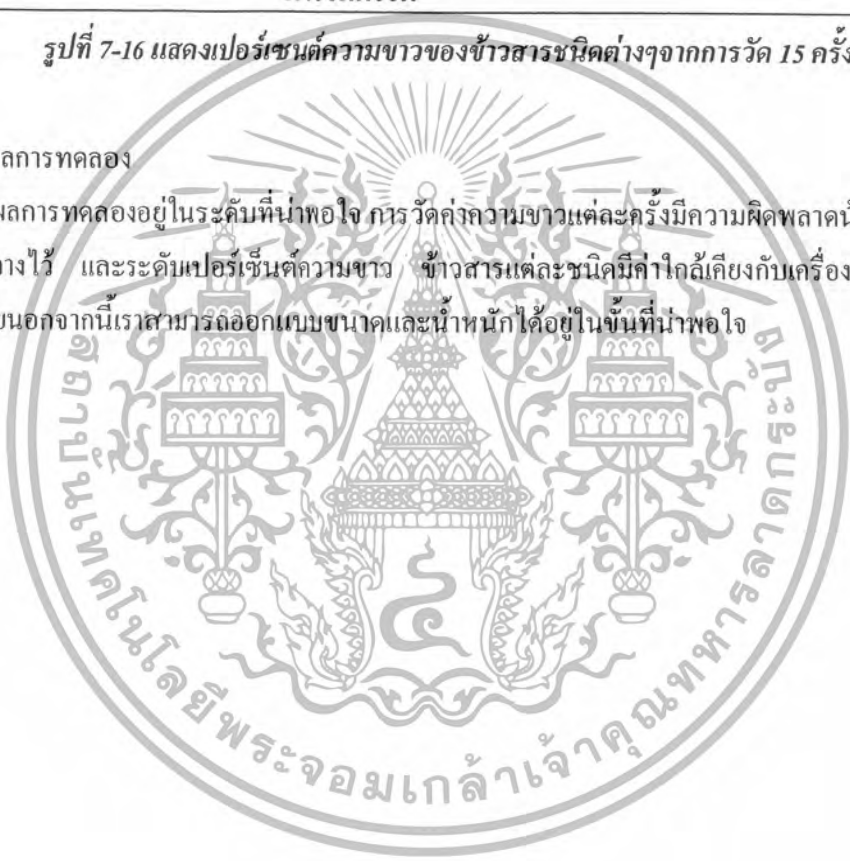 รูปที่ 7-16 แสดงเปอร์เซนต์ความขาวของข้าวสารชนิดต่างๆจากการวัด 15 ครั้ง
ลการทดลอง
ผลการทดลองอยู่ในระดับที่น่าพอใจ การวัดค่าความขาวแต่ละครั้งมีความผิดพลาดน้
างไว้ และระดับเปอร์เซ็นต์ความขาว ข้าวสารแต่ละชนิดมีค่าใกล้เคียงกับเครื่อง
ยนอกจากนี้เราสามารถออกแบบขนาดและน้ำหนักได้อยู่ในขั้นที่น่าพอใจ
สถาบันเทคโนโลยีพระจอมเกล้าเจ้าคุณทหารลาดกระบัง